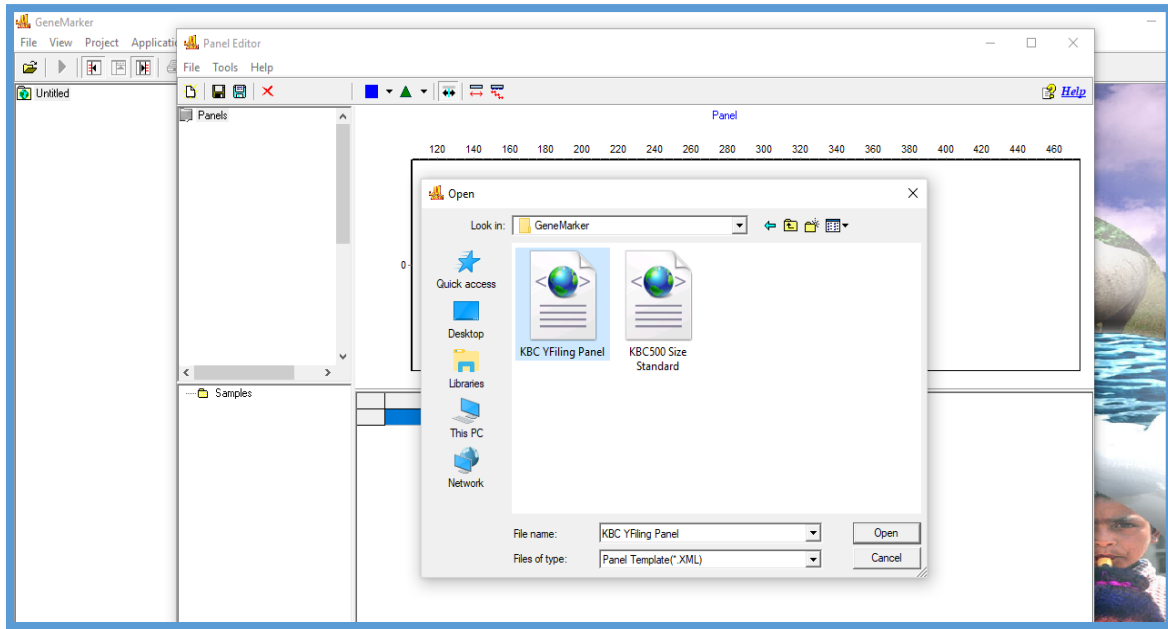 GeneMarker
File View Project Applicati
Untitled
Panel Editor
File Tools Help
Help
Panels
Panel
120 140 160 180 200 220 240 260 280 300 320 340 360 380 400 420 440 460
0
Samples
Open
Look in: GeneMarker
Quick access
Desktop
Libraries
This PC
Network
KBC YFiling Panel
KBC500 Size
Standard
File name: KBC YFiling Panel Open
Files of type: Panel Template(*.XML) Cancel